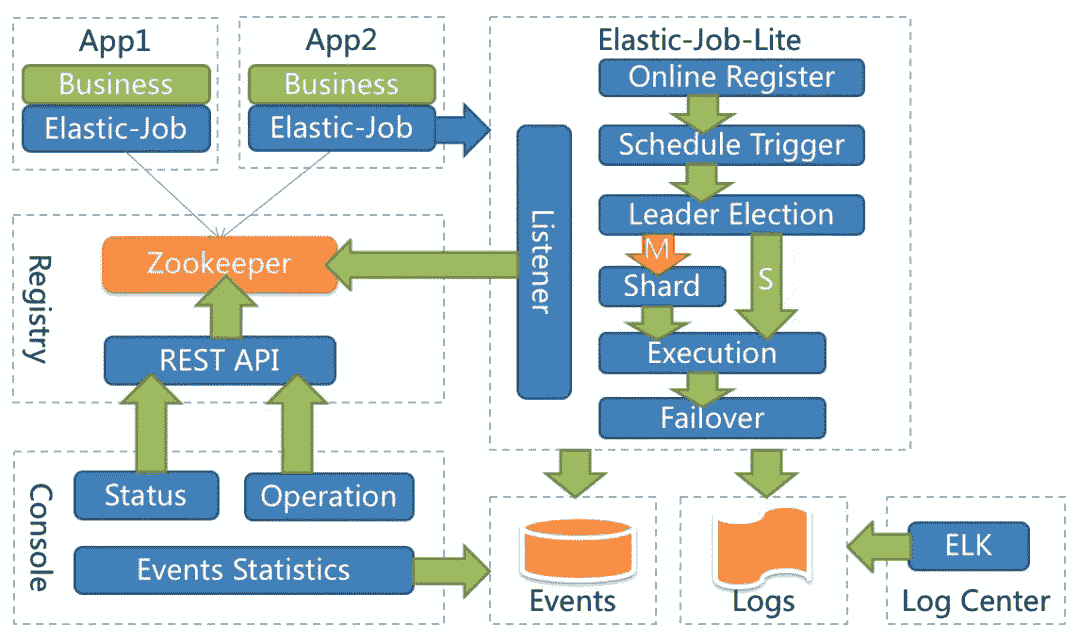 App1
Business
Elastic-Job
App2
Business
Elastic-Job
Elastic-Job-Lite
Online Register
Schedule Trigger
Leader Election
M
S
Shard
Execution
Failover
Listener
Registry
Zookeeper
REST API
Console
Status
Operation
Events Statistics
Events
Logs
ELK
Log Center